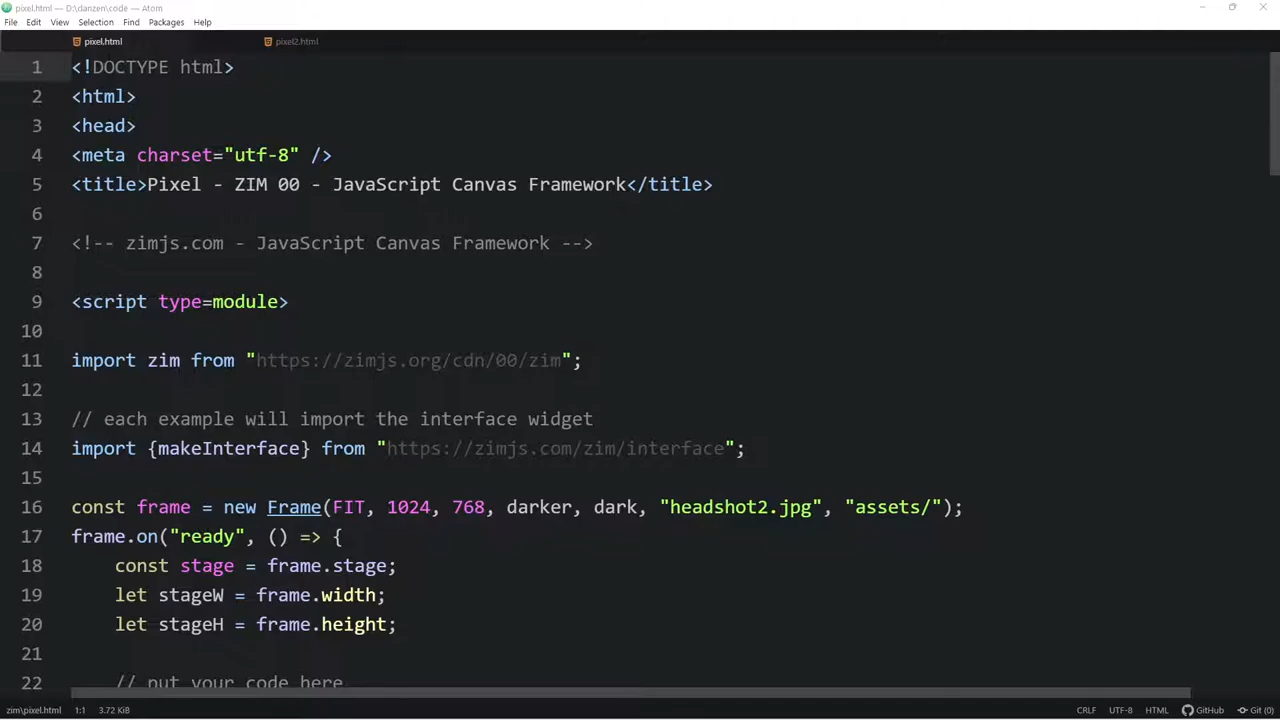 pixel.html — D:\danzen\code — Atom
File Edit View Selection Find Packages Help
pixel.html pixel2.html
1 <!DOCTYPE html>
2 <html>
3 <head>
4 <meta charset="utf-8" />
5 <title>Pixel - ZIM 00 - JavaScript Canvas Framework</title>
6
7 <!-- zimjs.com - JavaScript Canvas Framework -->
8
9 <script type=module>
10
11 import zim from "https://zimjs.org/cdn/00/zim";
12
13 // each example will import the interface widget
14 import {makeInterface} from "https://zimjs.com/zim/interface";
15
16 const frame = new Frame(FIT, 1024, 768, darker, dark, "headshot2.jpg", "assets/");
17 frame.on("ready", () => {
18 const stage = frame.stage;
19 let stageW = frame.width;
20 let stageH = frame.height;
21
22 // put your code here
zim\pixel.html 1:1 3.72 KiB CRLF UTF-8 HTML GitHub Git (0)